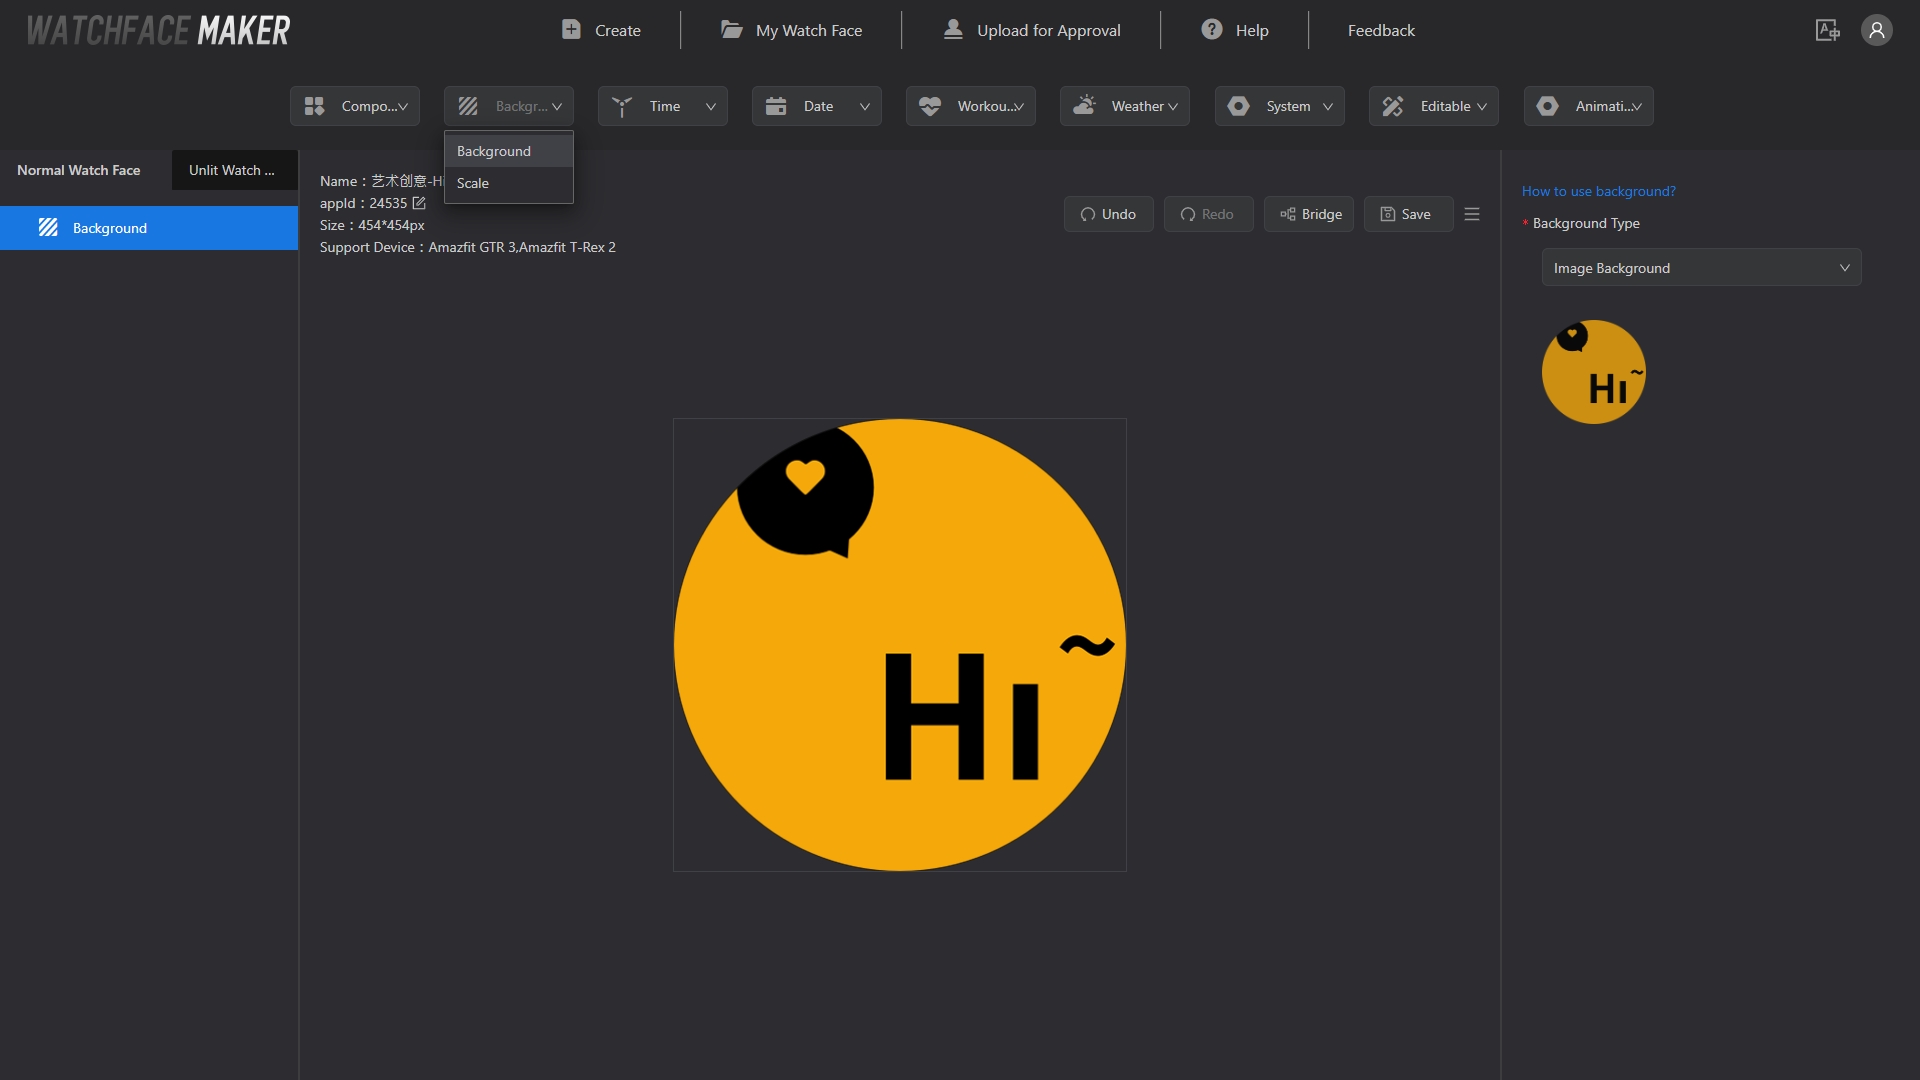 WATCHFACE MAKER
Create
My Watch Face
Upload for Approval
Help
Feedback
Compo...
Backgr...
Time
Date
Workou...
Weather
System
Editable
Animati...
Background
Scale
Normal Watch Face
Unlit Watch ...
Background
Name：艺术创意-Hi
appId：24535
Size：454*454px
Support Device：Amazfit GTR 3,Amazfit T-Rex 2
Undo
Redo
Bridge
Save
How to use background?
* Background Type
Image Background
Hı~
Hı~